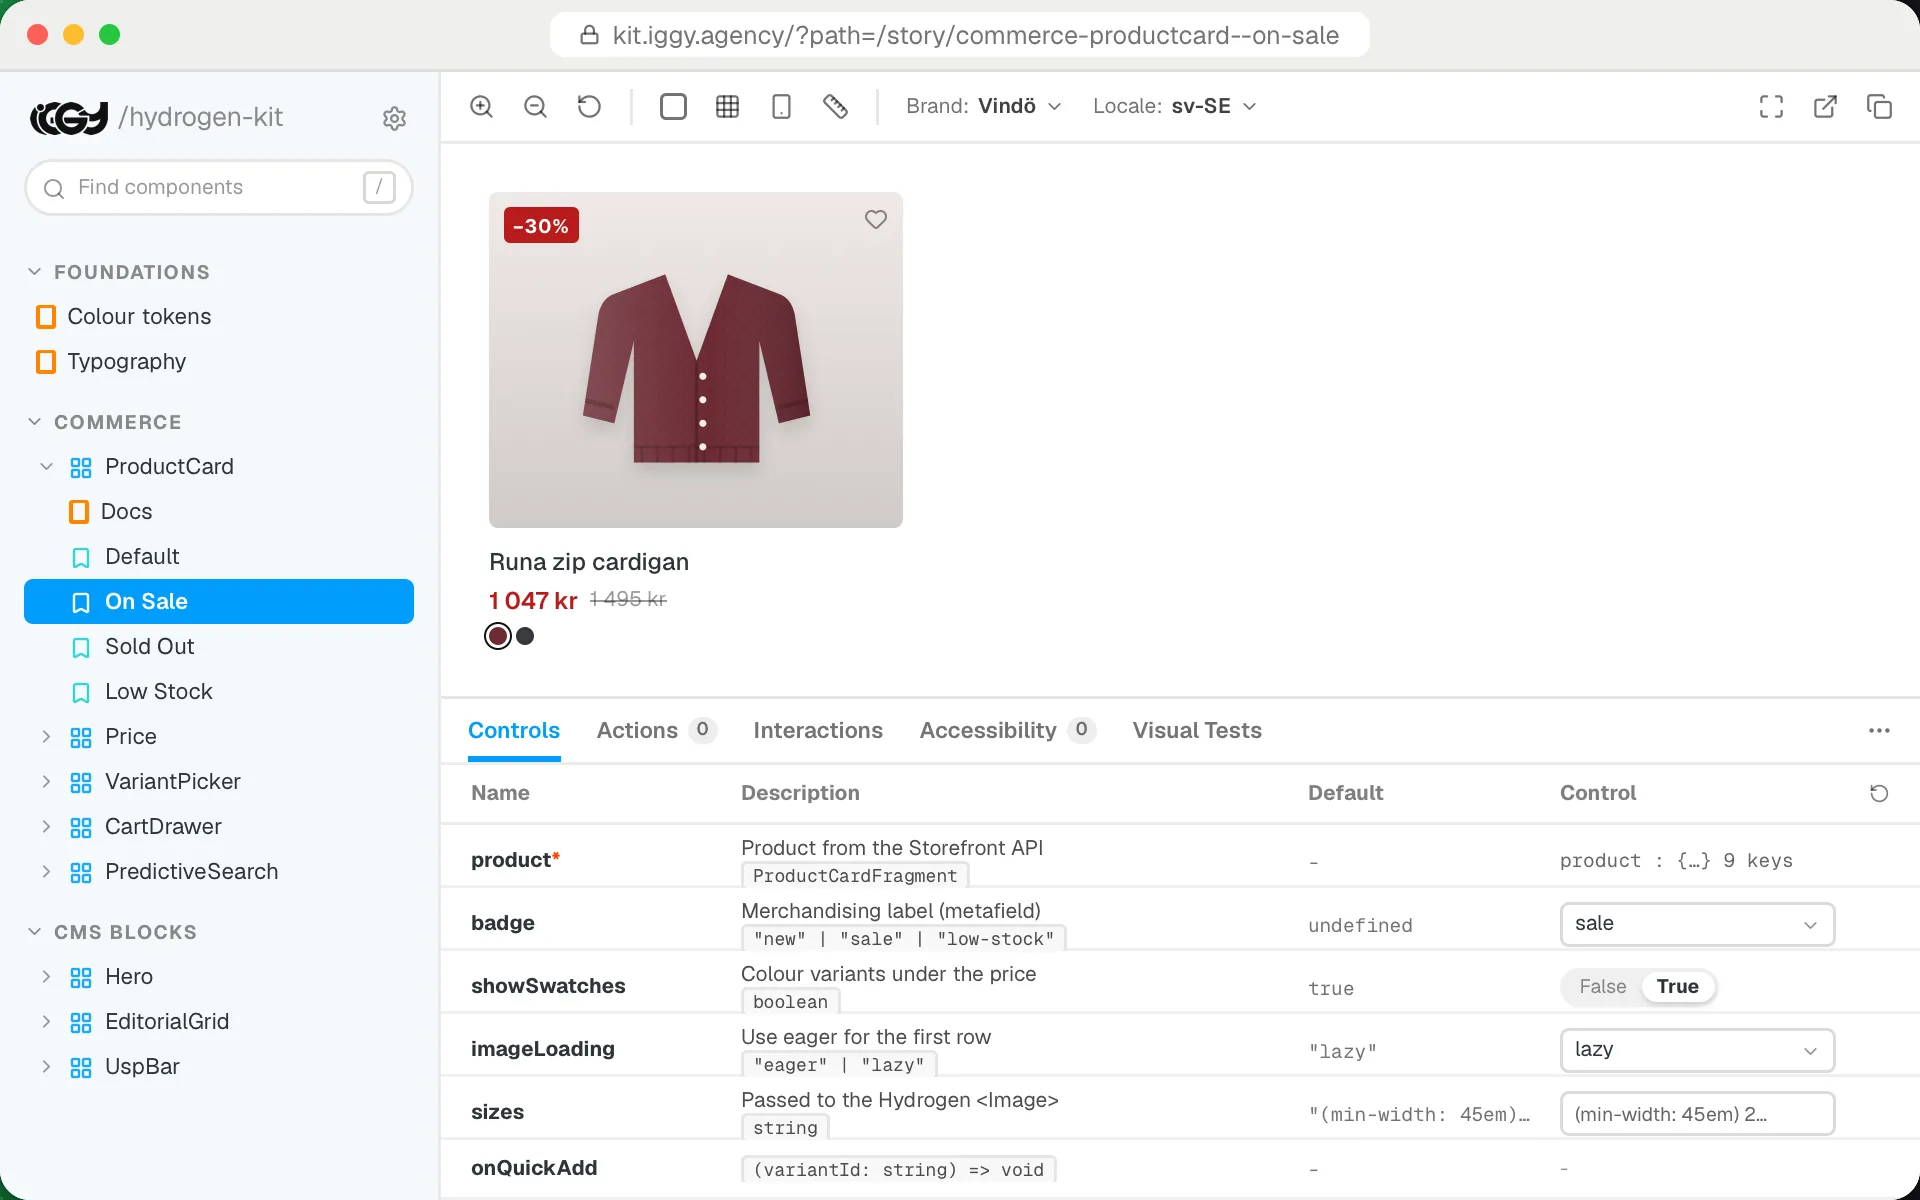 kit.iggy.agency/?path=/story/commerce-productcard--on-sale
iGGY /hydrogen-kit
Find components /
Brand: Vindö
Locale: sv-SE
FOUNDATIONS
Colour tokens
Typography
COMMERCE
ProductCard
Docs
Default
On Sale
Sold Out
Low Stock
Price
VariantPicker
CartDrawer
PredictiveSearch
CMS BLOCKS
Hero
EditorialGrid
UspBar
−30%
Runa zip cardigan
1 047 kr 1 495 kr
Controls Actions 0 Interactions Accessibility 0 Visual Tests
Name Description Default Control
product* Product from the Storefront API - product : {…} 9 keys
ProductCardFragment
badge Merchandising label (metafield) undefined sale
"new" | "sale" | "low-stock"
showSwatches Colour variants under the price true False True
boolean
imageLoading Use eager for the first row "lazy" lazy
"eager" | "lazy"
sizes Passed to the Hydrogen <Image> "(min-width: 45em)… (min-width: 45em) 2…
string
onQuickAdd (variantId: string) => void - -